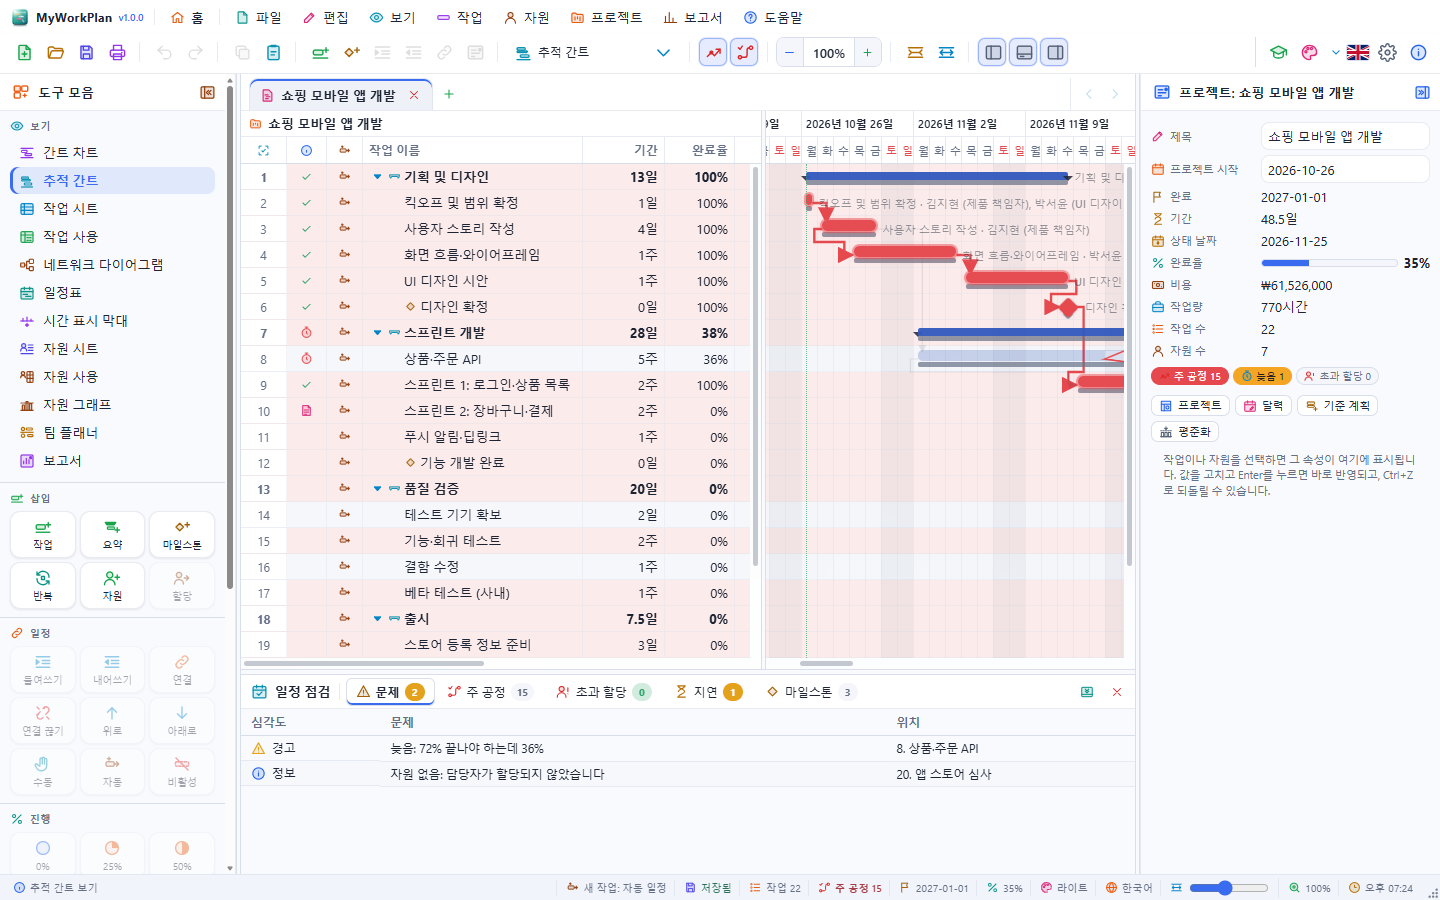 MyWorkPlan v1.0.0 홈 파일 편집 보기 작업 자원 프로젝트 보고서 도움말
추적 간트 100%
도구 모음
보기
간트 차트
추적 간트
작업 시트
작업 사용
네트워크 다이어그램
일정표
시간 표시 막대
자원 시트
자원 사용
자원 그래프
팀 플래너
보고서
삽입
작업 요약 마일스톤
반복 자원 할당
일정
들여쓰기 내어쓰기 연결
연결 끊기 위로 아래로
수동 자동 비활성
진행
0% 25% 50%
쇼핑 모바일 앱 개발
쇼핑 모바일 앱 개발
작업 이름 기간 완료율
1 기획 및 디자인 13일 100%
2 킥오프 및 범위 확정 1일 100%
3 사용자 스토리 작성 4일 100%
4 화면 흐름·와이어프레임 1주 100%
5 UI 디자인 시안 1주 100%
6 디자인 확정 0일 100%
7 스프린트 개발 28일 38%
8 상품·주문 API 5주 36%
9 스프린트 1: 로그인·상품 목록 2주 100%
10 스프린트 2: 장바구니·결제 2주 0%
11 푸시 알림·딥링크 1주 0%
12 기능 개발 완료 0일 0%
13 품질 검증 20일 0%
14 테스트 기기 확보 2일 0%
15 기능·회귀 테스트 2주 0%
16 결함 수정 1주 0%
17 베타 테스트 (사내) 1주 0%
18 출시 7.5일 0%
19 스토어 등록 정보 준비 3일 0%
9일 2026년 10월 26일 2026년 11월 2일 2026년 11월 9일
토 일 월 화 수 목 금 토 일 월 화 수 목 금 토 일 월 화 수 목 금 토 일
기획 및 디
킥오프 및 범위 확정 · 김지현 (제품 책임자), 박서윤 (UI 디자이
사용자 스토리 작성 · 김지현 (제품 책임자)
화면 흐름·와이어프레임 · 박서윤
UI 디자인
디자인
일정 점검 문제 2 주 공정 15 초과 할당 0 지연 1 마일스톤 3
심각도 문제 위치
경고 늦음: 72% 끝나야 하는데 36% 8. 상품·주문 API
정보 자원 없음: 담당자가 할당되지 않았습니다 20. 앱 스토어 심사
프로젝트: 쇼핑 모바일 앱 개발
제목 쇼핑 모바일 앱 개발
프로젝트 시작 2026-10-26
완료 2027-01-01
기간 48.5일
상태 날짜 2026-11-25
완료율 35%
비용 ₩61,526,000
작업량 770시간
작업 수 22
자원 수 7
주 공정 15 늦음 1 초과 할당 0
프로젝트 달력 기준 계획
평준화
작업이나 자원을 선택하면 그 속성이 여기에 표시됩니
다. 값을 고치고 Enter를 누르면 바로 반영되고, Ctrl+Z
로 되돌릴 수 있습니다.
추적 간트 보기 새 작업: 자동 일정 저장됨 작업 22 주 공정 15 2027-01-01 35% 라이트 한국어 100% 오후 07:24